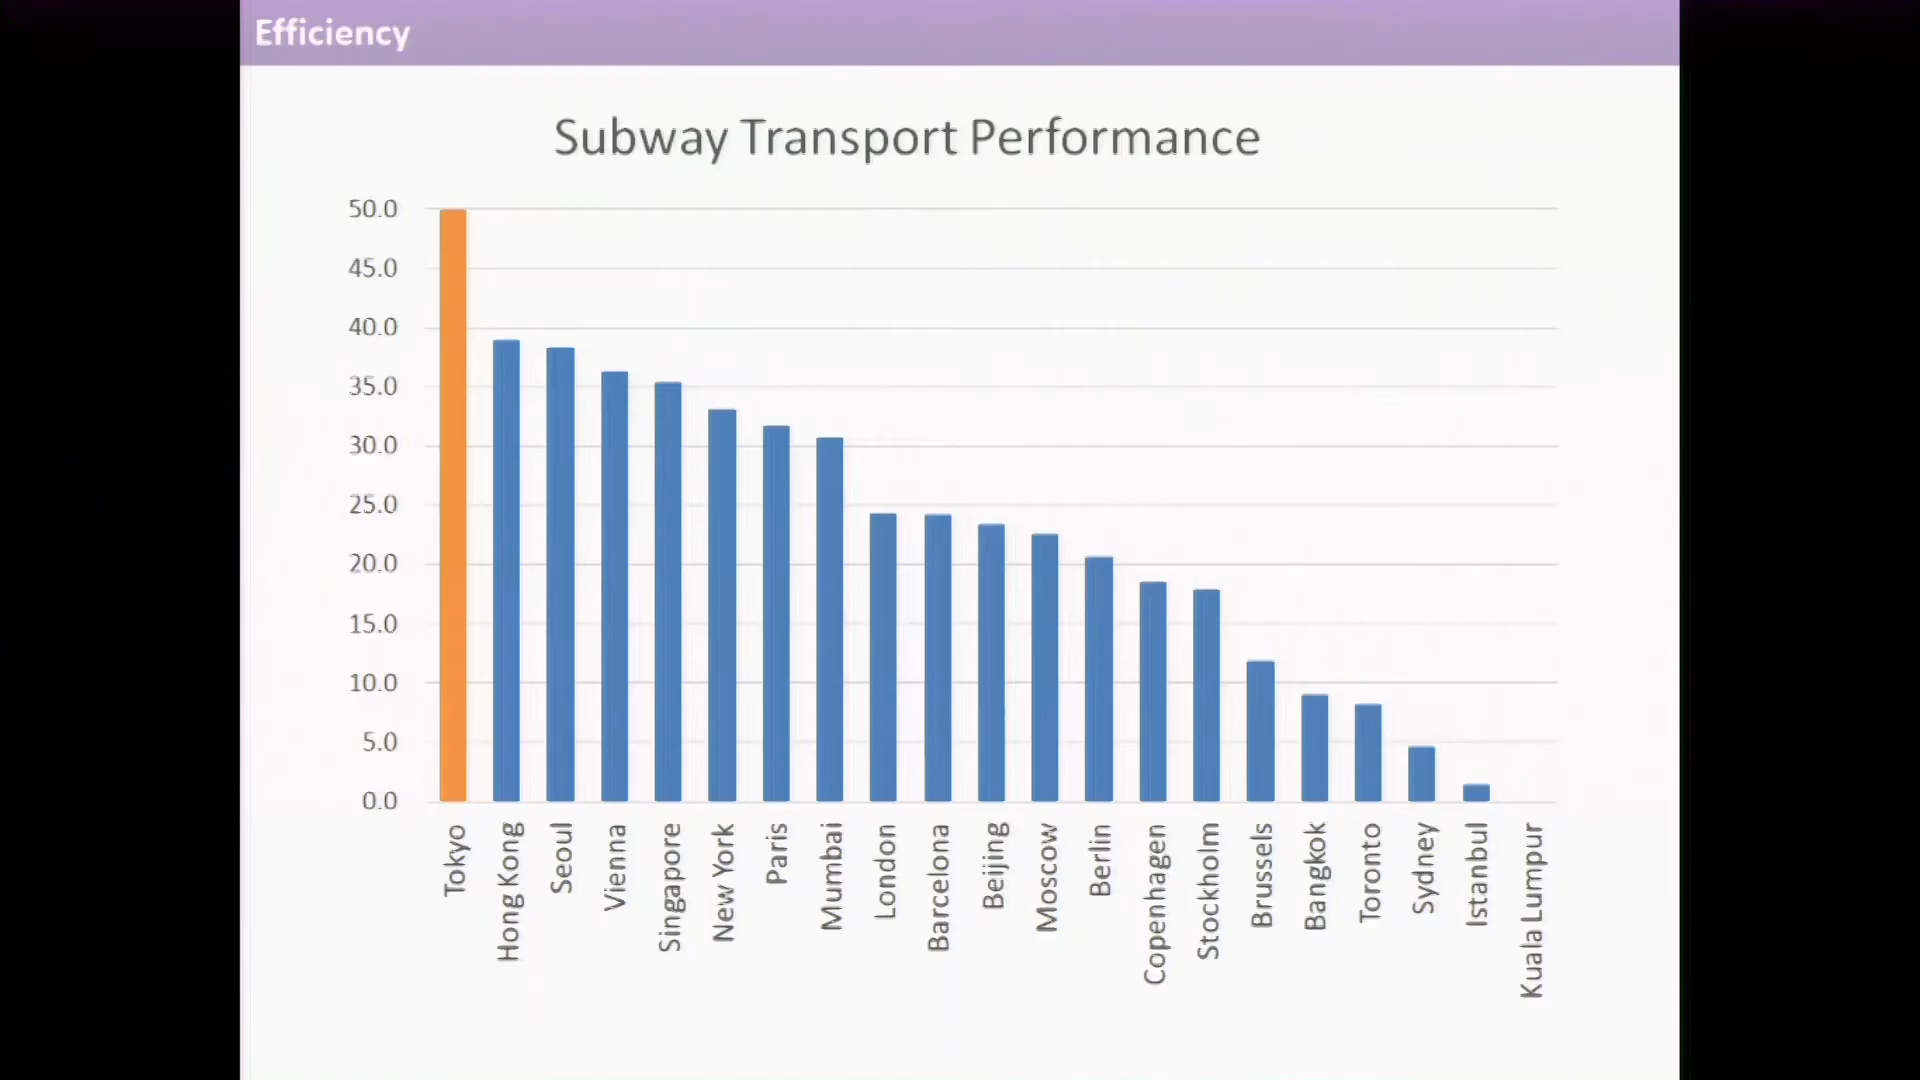 Efficiency
Subway Transport Performance
50.0
45.0
40.0
35.0
30.0
25.0
20.0
15.0
10.0
5.0
0.0
Tokyo
Hong Kong
Seoul
Vienna
Singapore
New York
Paris
Mumbai
London
Barcelona
Beijing
Moscow
Berlin
Copenhagen
Stockholm
Brussels
Bangkok
Toronto
Sydney
Istanbul
Kuala Lumpur